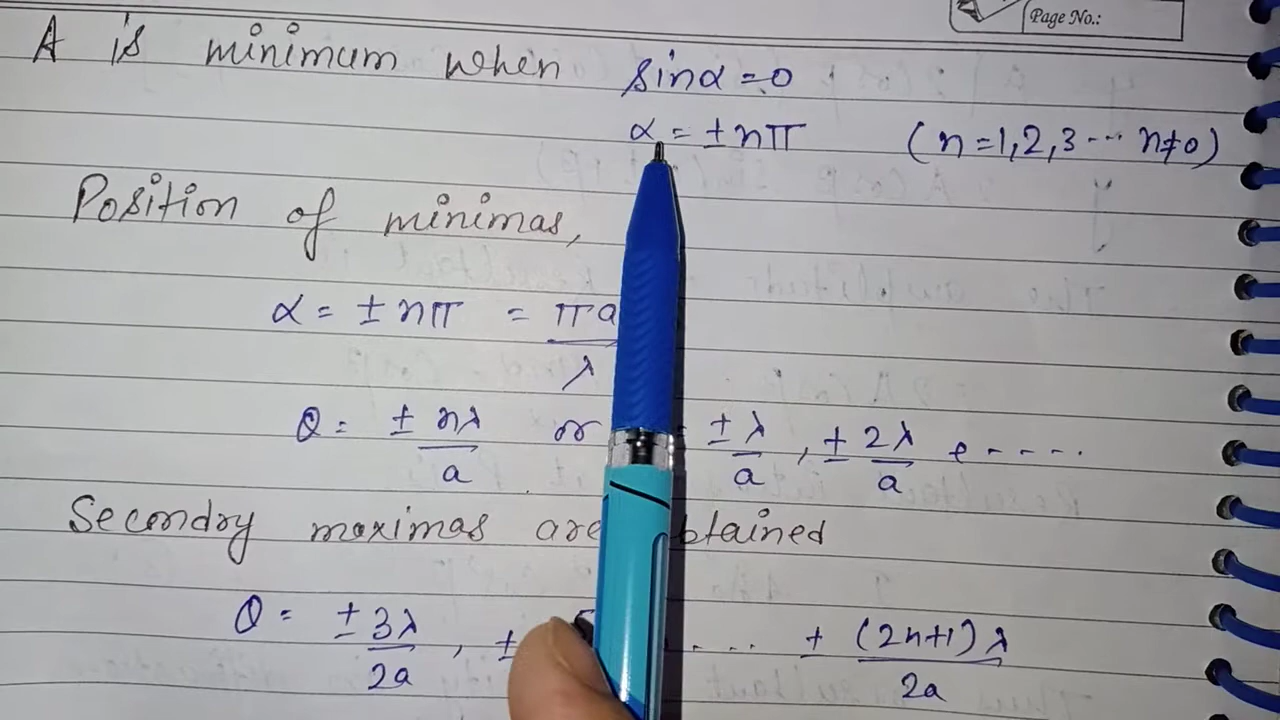 Page No.:
A is minimum when sinα = 0
α = ± nπ (n = 1, 2, 3 --- n ≠ 0)
Position of minimas,
α = ± nπ = πa / λ
θ = ± nλ / a or = ± λ / a , ± 2λ / a e - - - - .
Secondry maximas are obtained
θ = ± 3λ / 2a , ± . . . . ± (2n+1)λ / 2a